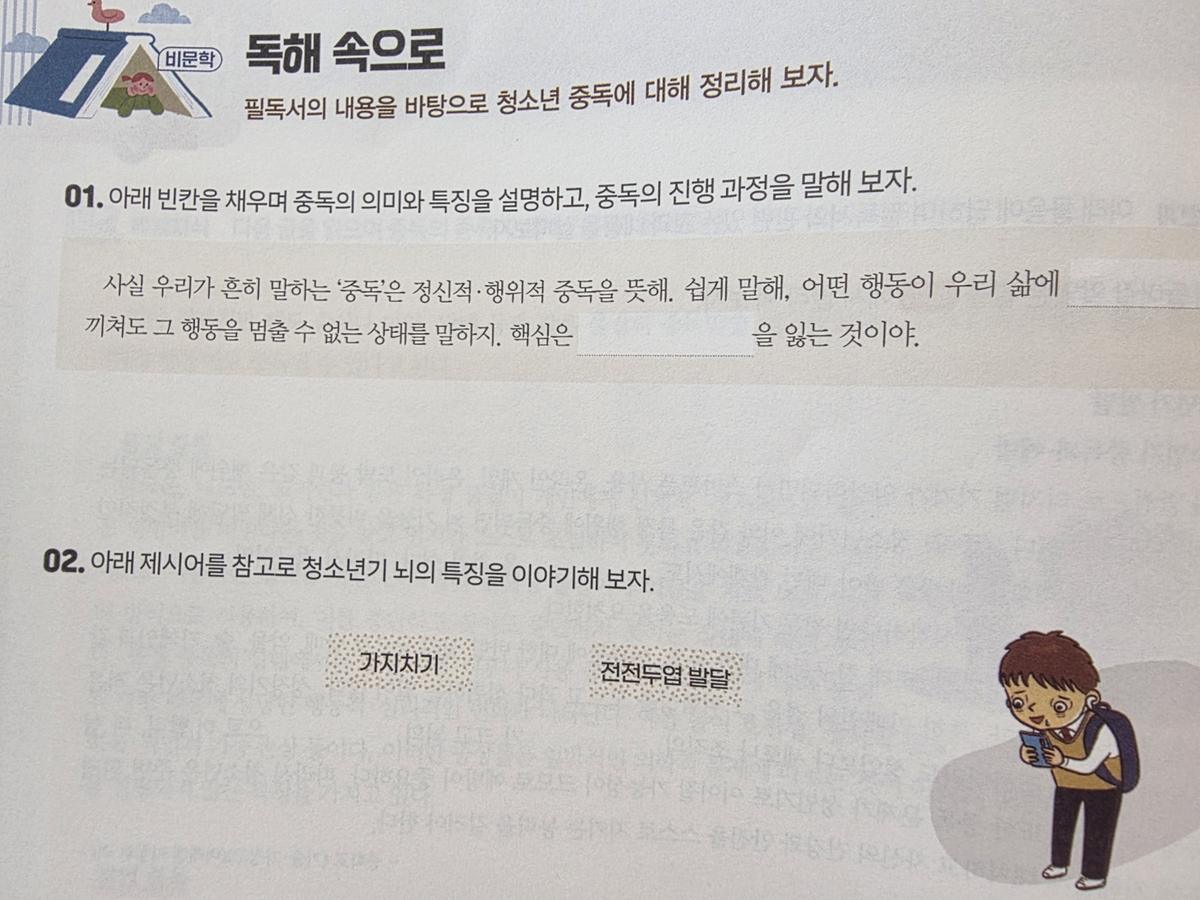 비문학
독해 속으로
필독서의 내용을 바탕으로 청소년 중독에 대해 정리해 보자.
01. 아래 빈칸을 채우며 중독의 의미와 특징을 설명하고, 중독의 진행 과정을 말해 보자.
사실 우리가 흔히 말하는 ‘중독’은 정신적·행위적 중독을 뜻해. 쉽게 말해, 어떤 행동이 우리 삶에
끼쳐도 그 행동을 멈출 수 없는 상태를 말하지. 핵심은 을 잃는 것이야.
02. 아래 제시어를 참고로 청소년기 뇌의 특징을 이야기해 보자.
가지치기 전전두엽 발달